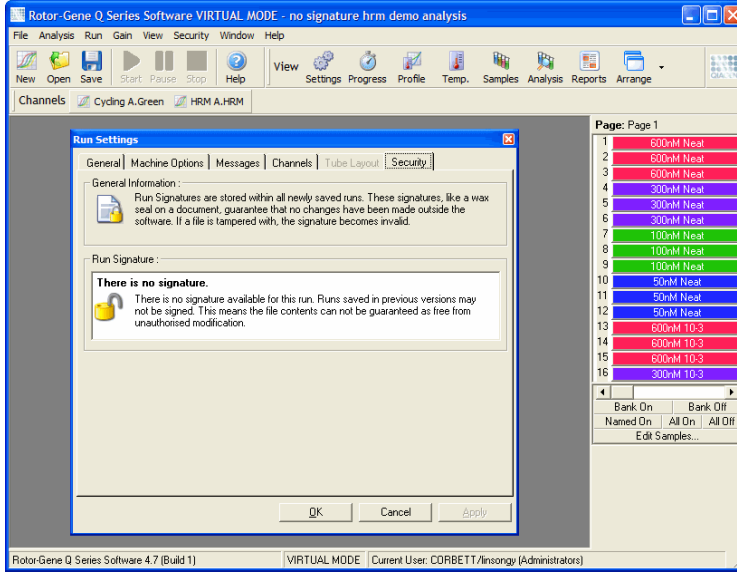 Rotor-Gene Q Series Software VIRTUAL MODE - no signature hrm demo analysis
File Analysis Run Gain View Security Window Help
New Open Save Start Pause Stop Help View Settings Progress Profile Temp. Samples Analysis Reports Arrange
Channels Cycling A.Green HRM A.HRM
Page: Page 1
Run Settings
General Machine Options Messages Channels Tube Layout Security
General Information :
Run Signatures are stored within all newly saved runs. These signatures, like a wax
seal on a document, guarantee that no changes have been made outside the
software. If a file is tampered with, the signature becomes invalid.
Run Signature :
There is no signature.
There is no signature available for this run. Runs saved in previous versions may
not be signed. This means the file contents can not be guaranteed as free from
unauthorised modification.
OK Cancel Apply
1 600nM Neat
2 600nM Neat
3 600nM Neat
4 300nM Neat
5 300nM Neat
6 300nM Neat
7 100nM Neat
8 100nM Neat
9 100nM Neat
10 50nM Neat
11 50nM Neat
12 50nM Neat
13 600nM 10-3
14 600nM 10-3
15 600nM 10-3
16 300nM 10-3
Bank On Bank Off
Named On All On All Off
Edit Samples...
Rotor-Gene Q Series Software 4.7 (Build 1) VIRTUAL MODE Current User: CORBETT/linsongy (Administrators)